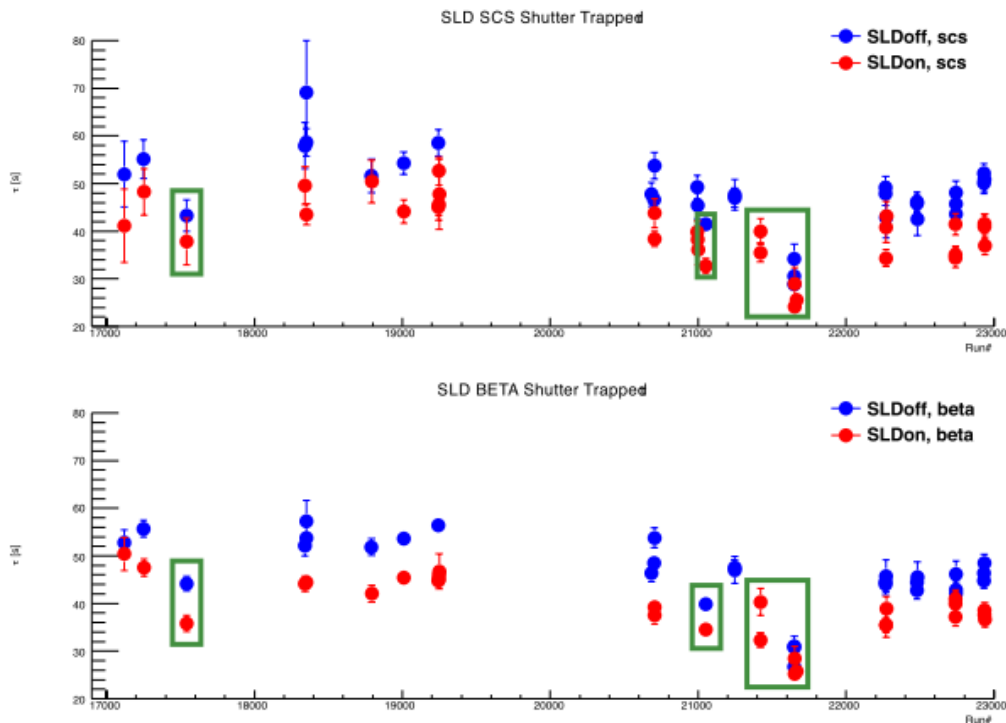 SLD SCS Shutter Trapped
80
70
60
50
40
30
20
τ [s]
SLDoff, scs
SLDon, scs
17000 18000 19000 20000 21000 22000 23000
Run#
SLD BETA Shutter Trapped
80
70
60
50
40
30
20
τ [s]
SLDoff, beta
SLDon, beta
17000 18000 19000 20000 21000 22000 23000
Run#